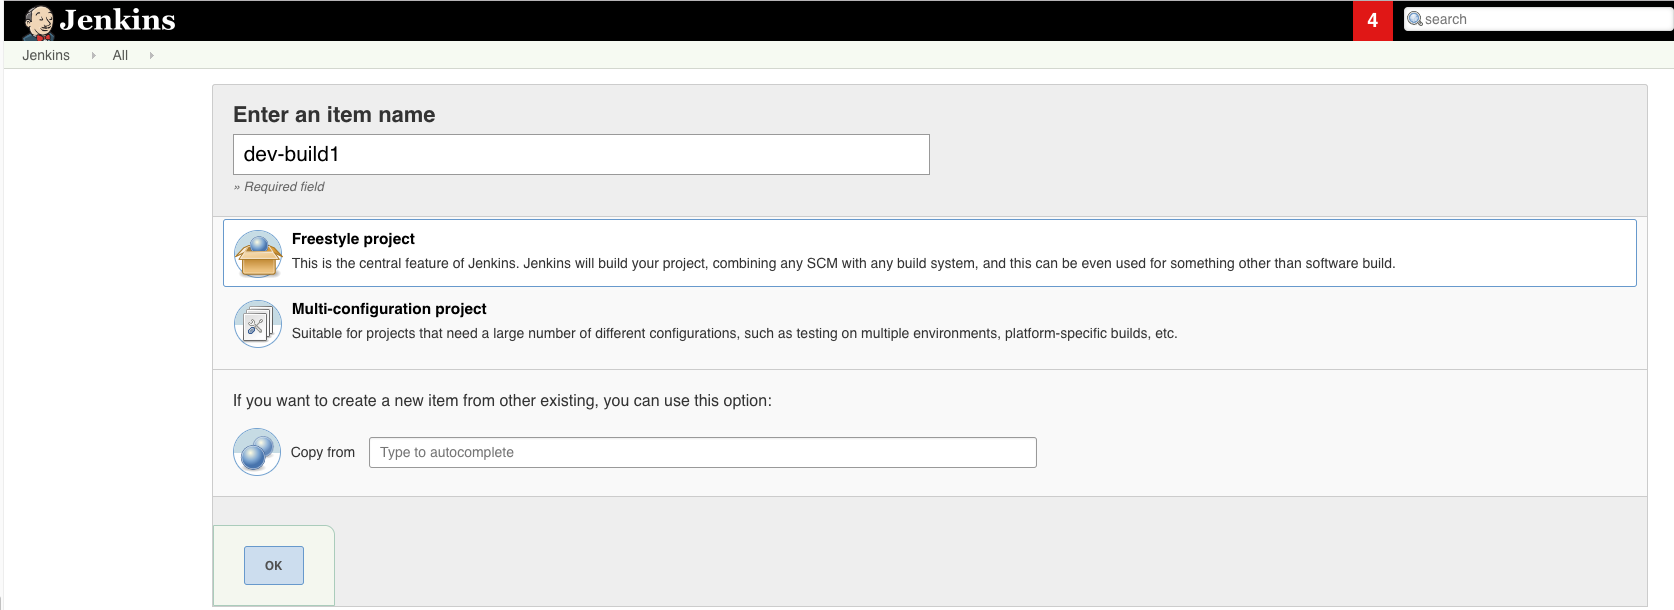 Jenkins
4
search
Jenkins
All
Enter an item name
dev-build1
» Required field
Freestyle project
This is the central feature of Jenkins. Jenkins will build your project, combining any SCM with any build system, and this can be even used for something other than software build.
Multi-configuration project
Suitable for projects that need a large number of different configurations, such as testing on multiple environments, platform-specific builds, etc.
If you want to create a new item from other existing, you can use this option:
Copy from
Type to autocomplete
OK